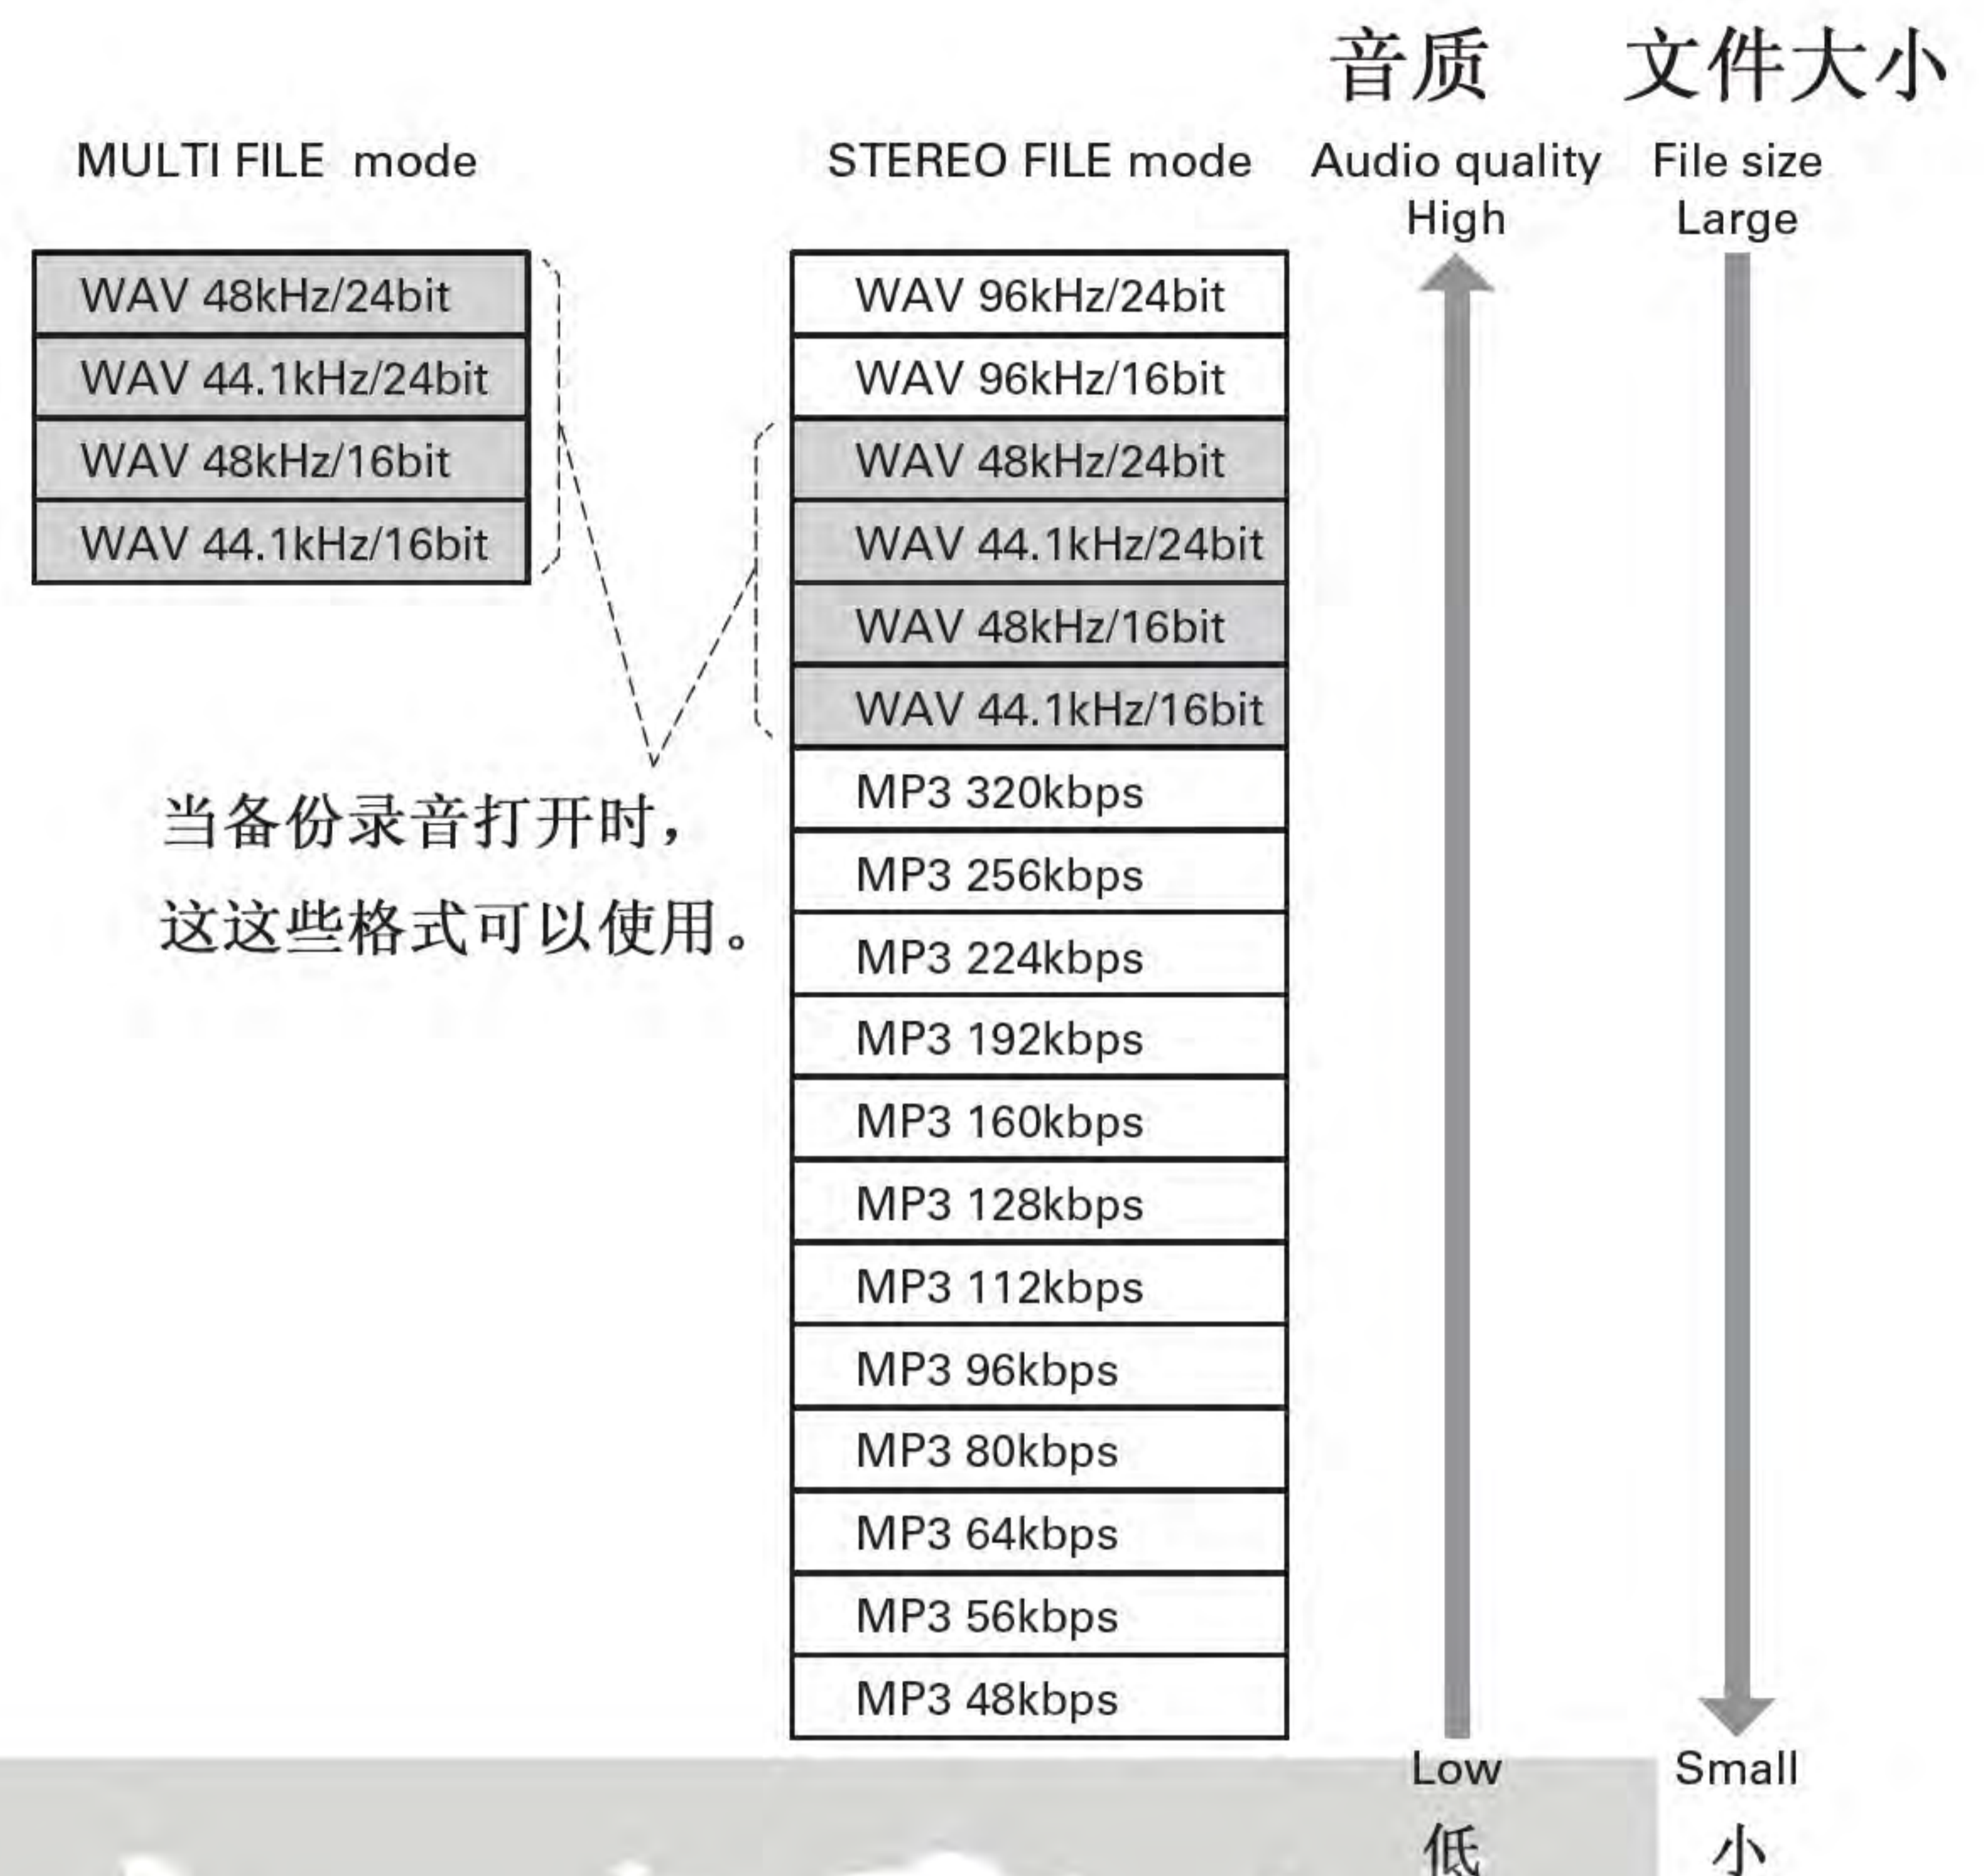 音质 文件大小
MULTI FILE mode
STEREO FILE mode
Audio quality
File size
High
Large
WAV 48kHz/24bit
WAV 44.1kHz/24bit
WAV 48kHz/16bit
WAV 44.1kHz/16bit
当备份录音打开时，
这这些格式可以使用。
WAV 96kHz/24bit
WAV 96kHz/16bit
WAV 48kHz/24bit
WAV 44.1kHz/24bit
WAV 48kHz/16bit
WAV 44.1kHz/16bit
MP3 320kbps
MP3 256kbps
MP3 224kbps
MP3 192kbps
MP3 160kbps
MP3 128kbps
MP3 112kbps
MP3 96kbps
MP3 80kbps
MP3 64kbps
MP3 56kbps
MP3 48kbps
Low
Small
低
小